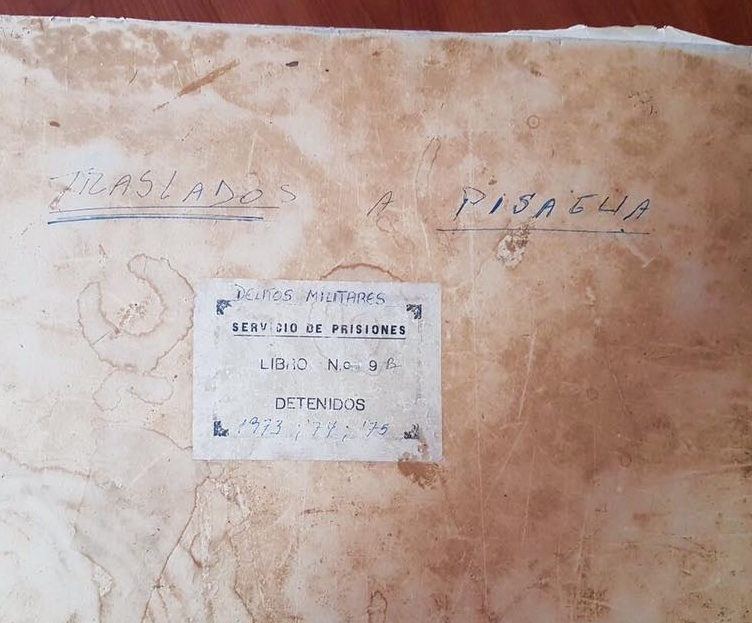 TRASLADOS A PISAGUA
DELITOS MILITARES
SERVICIO DE PRISIONES
LIBRO N.o 9 B
DETENIDOS
1973 ; '74 ; '75